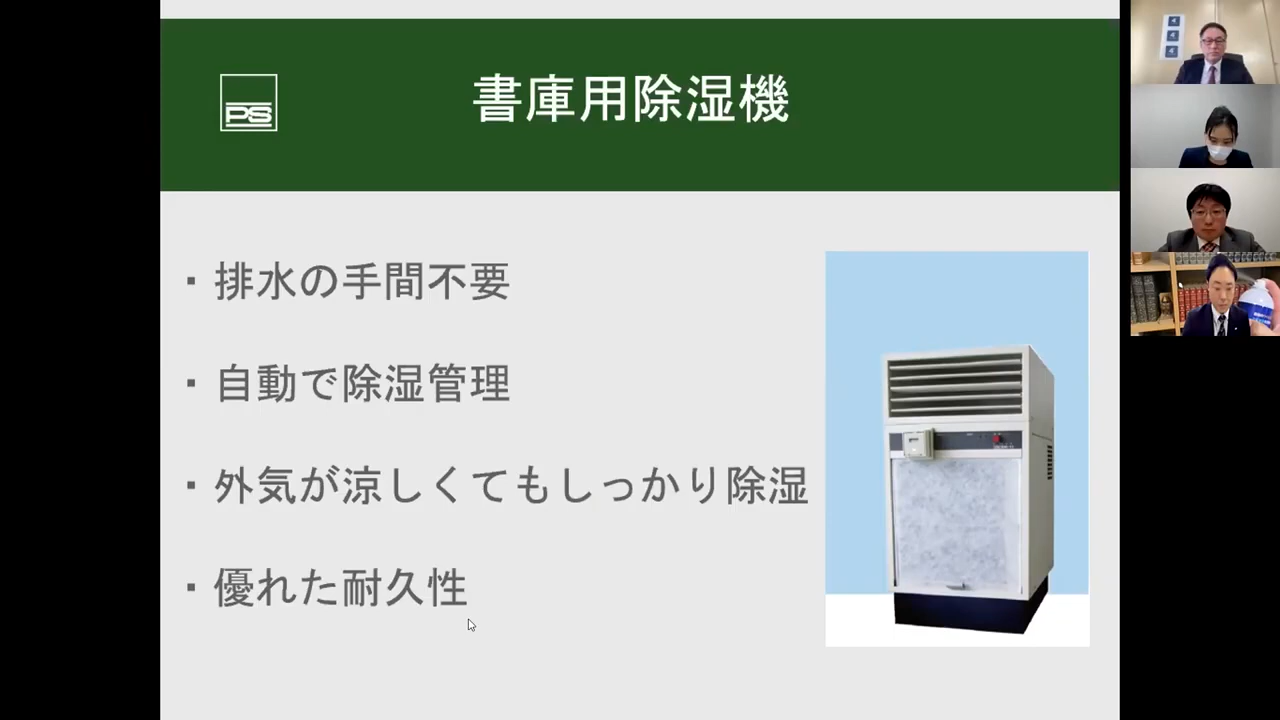 PS
書庫用除湿機
・排水の手間不要
・自動で除湿管理
・外気が涼しくてもしっかり除湿
・優れた耐久性